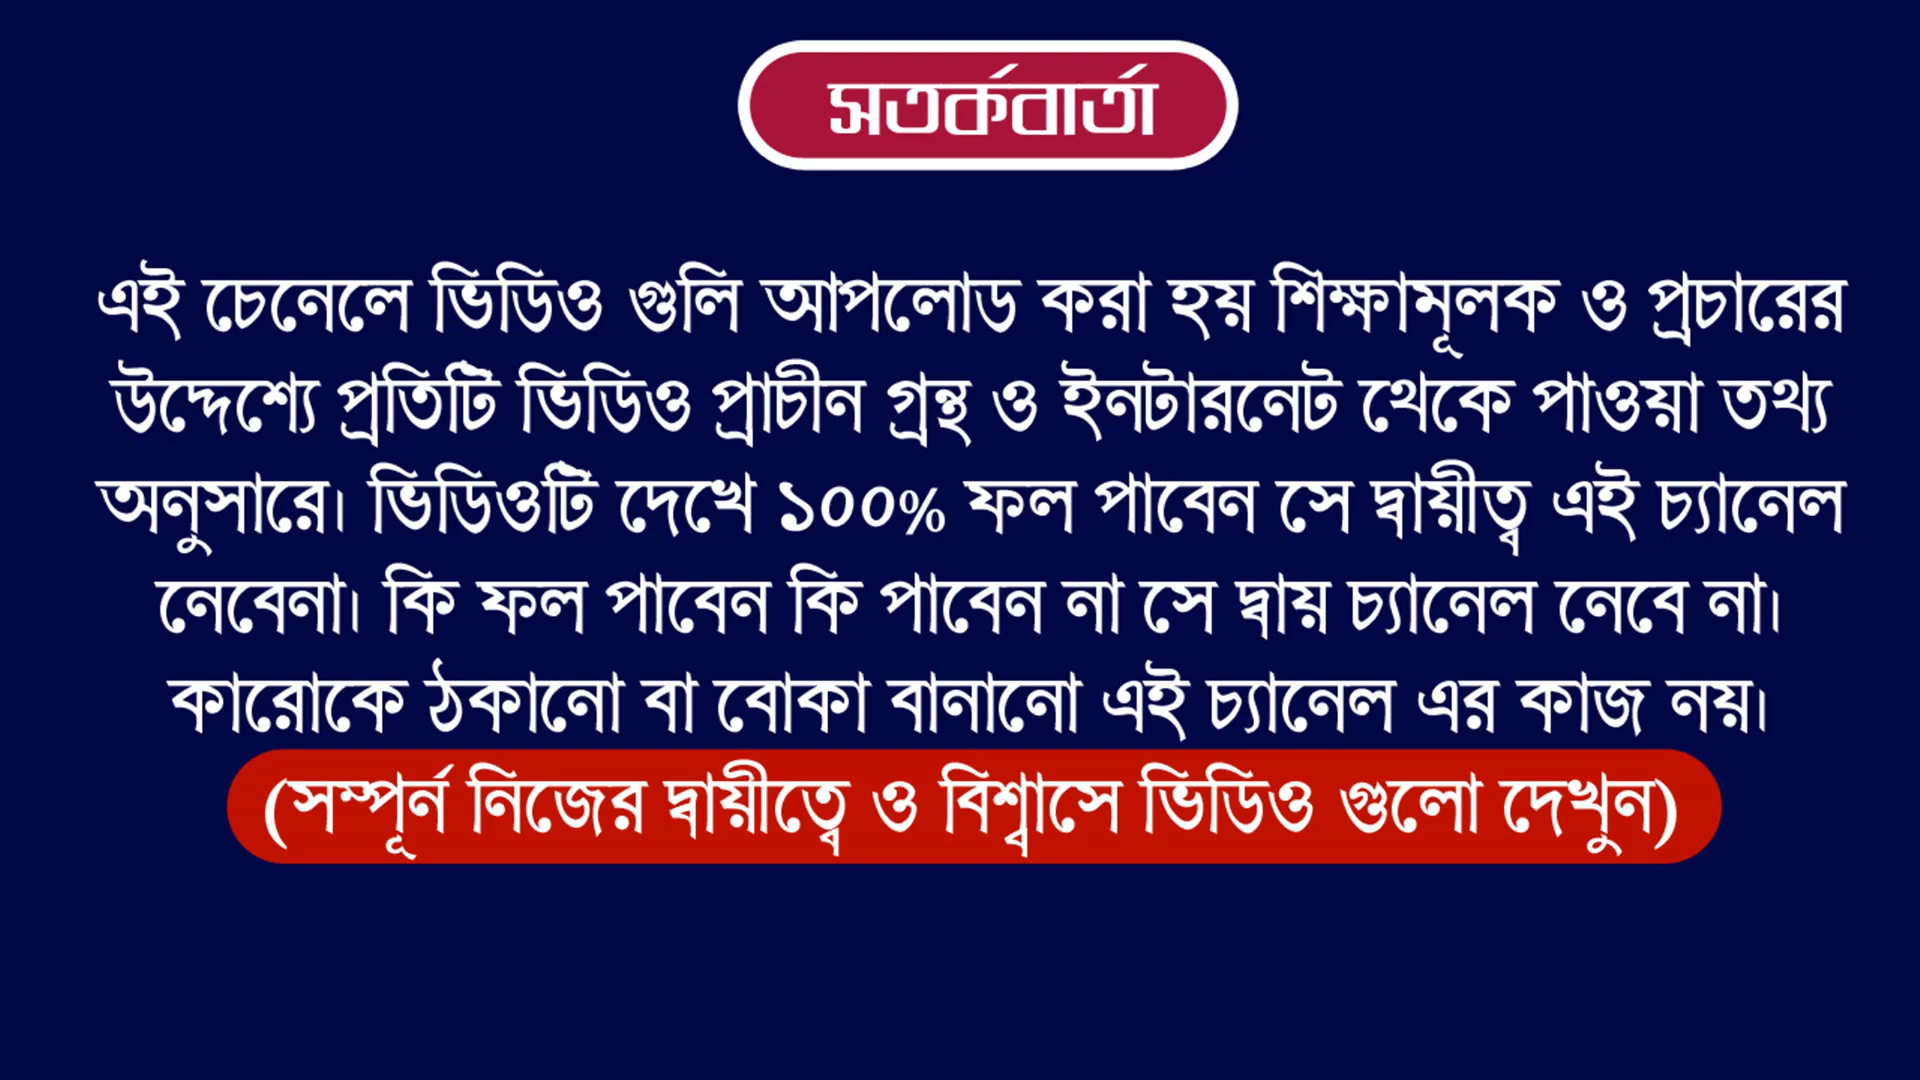 সতর্কবার্তা
এই চেনেলে ভিডিও গুলি আপলোড করা হয় শিক্ষামূলক ও প্রচারের
উদ্দেশ্যে প্রতিটি ভিডিও প্রাচীন গ্রন্থ ও ইনটারনেট থেকে পাওয়া তথ্য
অনুসারে। ভিডিওটি দেখে ১০০% ফল পাবেন সে দ্বায়ীত্ব এই চ্যানেল
নেবেনা। কি ফল পাবেন কি পাবেন না সে দ্বায় চ্যানেল নেবে না।
কারোকে ঠকানো বা বোকা বানানো এই চ্যানেল এর কাজ নয়।
(সম্পূর্ন নিজের দ্বায়ীত্বে ও বিশ্বাসে ভিডিও গুলো দেখুন)